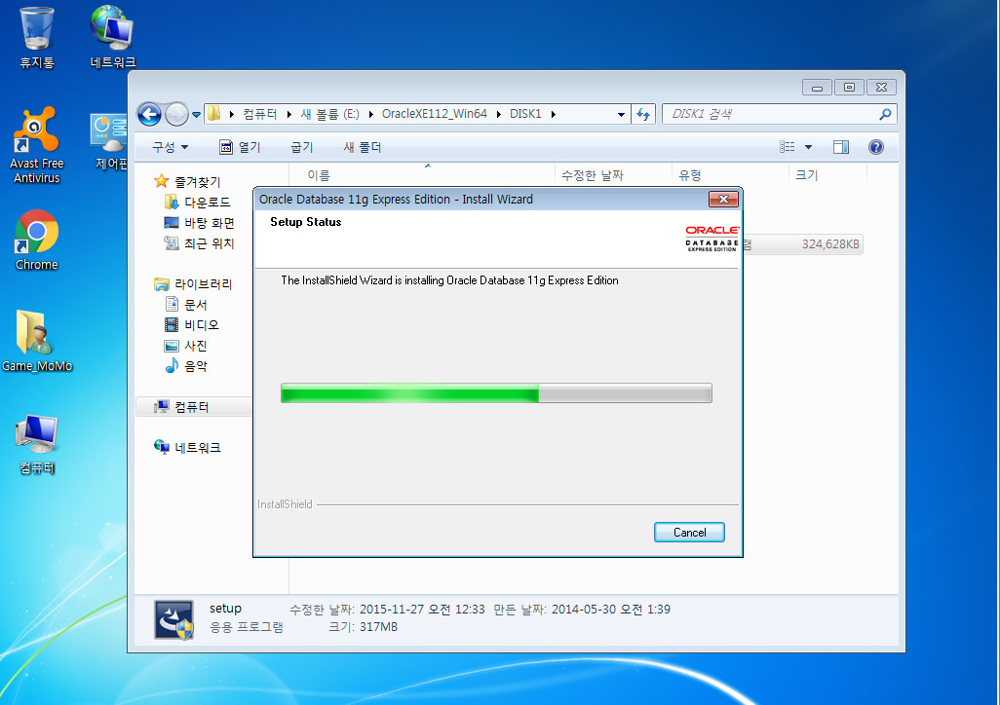 휴지통
네트워크
Avast Free
Antivirus
제어판
Chrome
Game_MoMo
컴퓨터
컴퓨터 새 볼륨 (E:) OracleXE112_Win64 DISK1
DISK1 검색
구성 열기 굽기 새 폴더
이름 수정한 날짜 유형 크기
즐겨찾기
다운로드
바탕 화면
최근 위치
라이브러리
문서
비디오
사진
음악
컴퓨터
네트워크
램 324,628KB
Oracle Database 11g Express Edition - Install Wizard
Setup Status
ORACLE
DATABASE
EXPRESS EDITION
The InstallShield Wizard is installing Oracle Database 11g Express Edition
InstallShield
Cancel
setup 수정한 날짜: 2015-11-27 오전 12:33 만든 날짜: 2014-05-30 오전 1:39
응용 프로그램 크기: 317MB